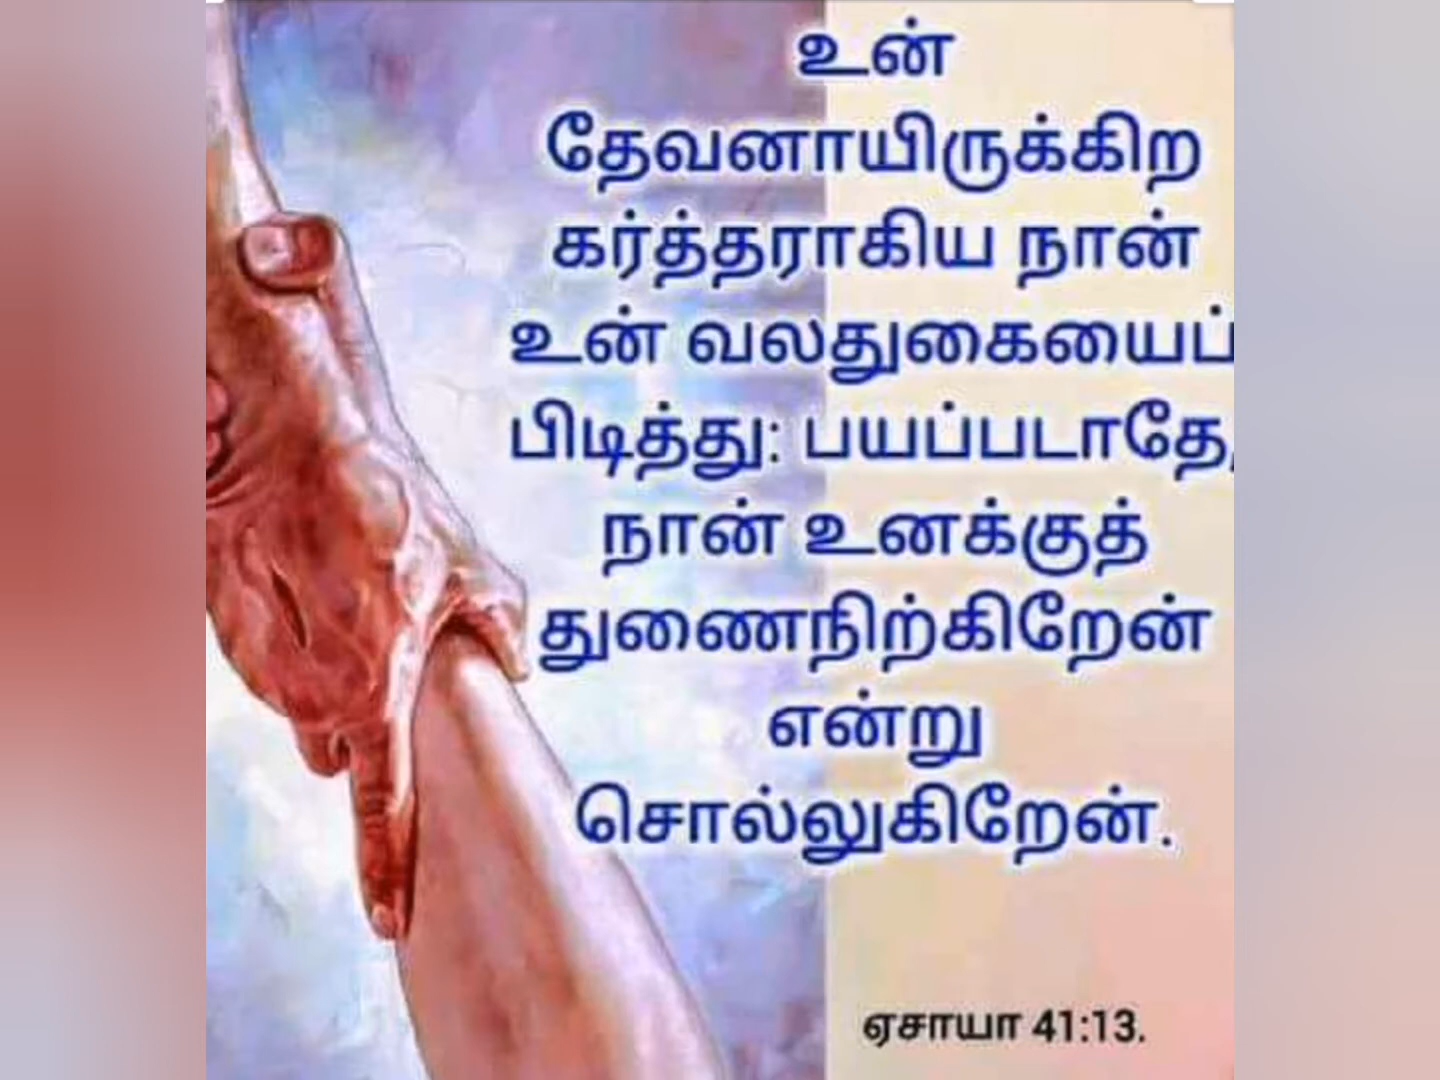 உன்
தேவனாயிருக்கிற
கர்த்தராகிய நான்
உன் வலதுகையைப்
பிடித்து: பயப்படாதே,
நான் உனக்குத்
துணைநிற்கிறேன்
என்று
சொல்லுகிறேன்.
ஏசாயா 41:13.